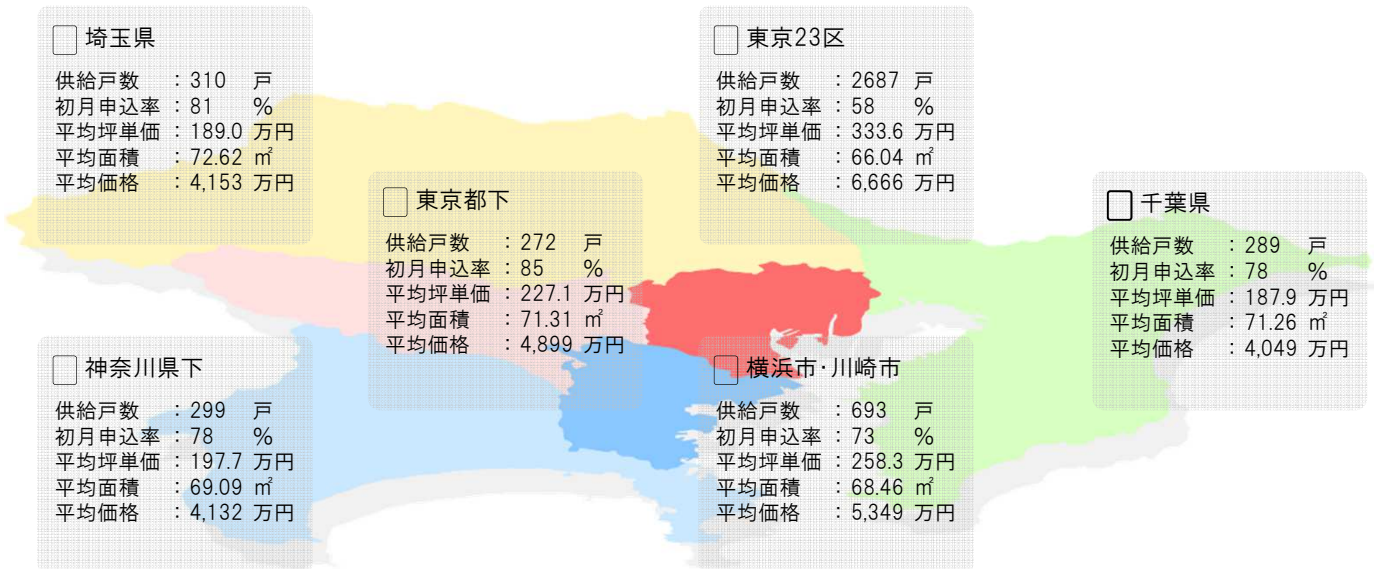 埼玉県
供給戸数 : 310 戸
初月申込率 : 81 %
平均坪単価 : 189.0 万円
平均面積 : 72.62 ㎡
平均価格 : 4,153 万円
東京23区
供給戸数 : 2687 戸
初月申込率 : 58 %
平均坪単価 : 333.6 万円
平均面積 : 66.04 ㎡
平均価格 : 6,666 万円
東京都下
供給戸数 : 272 戸
初月申込率 : 85 %
平均坪単価 : 227.1 万円
平均面積 : 71.31 ㎡
平均価格 : 4,899 万円
千葉県
供給戸数 : 289 戸
初月申込率 : 78 %
平均坪単価 : 187.9 万円
平均面積 : 71.26 ㎡
平均価格 : 4,049 万円
神奈川県下
供給戸数 : 299 戸
初月申込率 : 78 %
平均坪単価 : 197.7 万円
平均面積 : 69.09 ㎡
平均価格 : 4,132 万円
横浜市･川崎市
供給戸数 : 693 戸
初月申込率 : 73 %
平均坪単価 : 258.3 万円
平均面積 : 68.46 ㎡
平均価格 : 5,349 万円